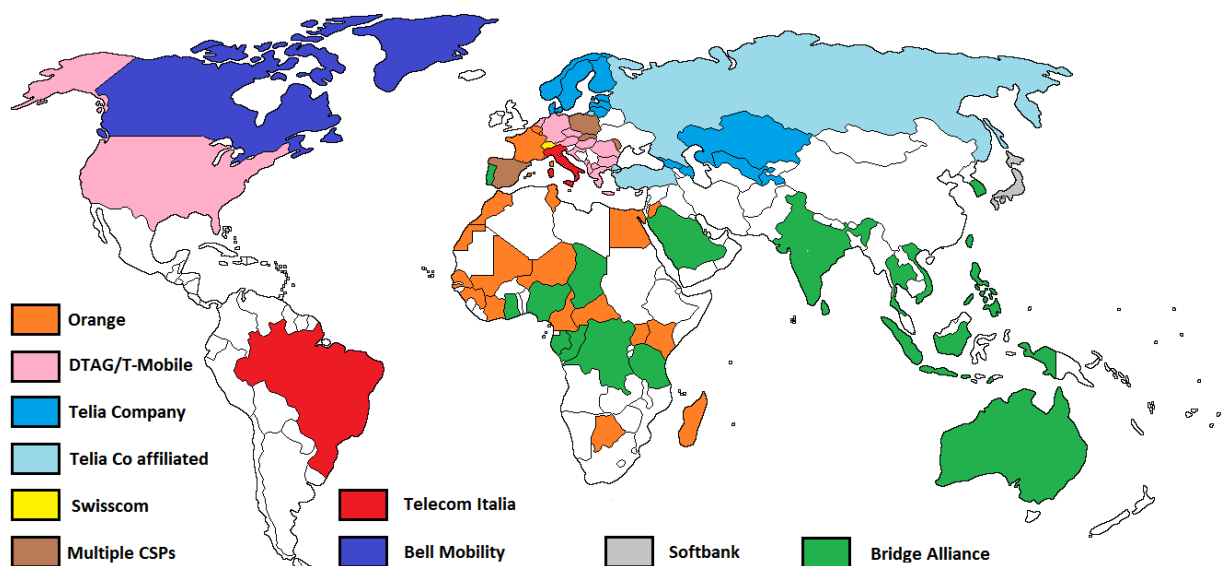 Orange
DTAG/T-Mobile
Telia Company
Telia Co affiliated
Swisscom
Telecom Italia
Multiple CSPs
Bell Mobility
Softbank
Bridge Alliance